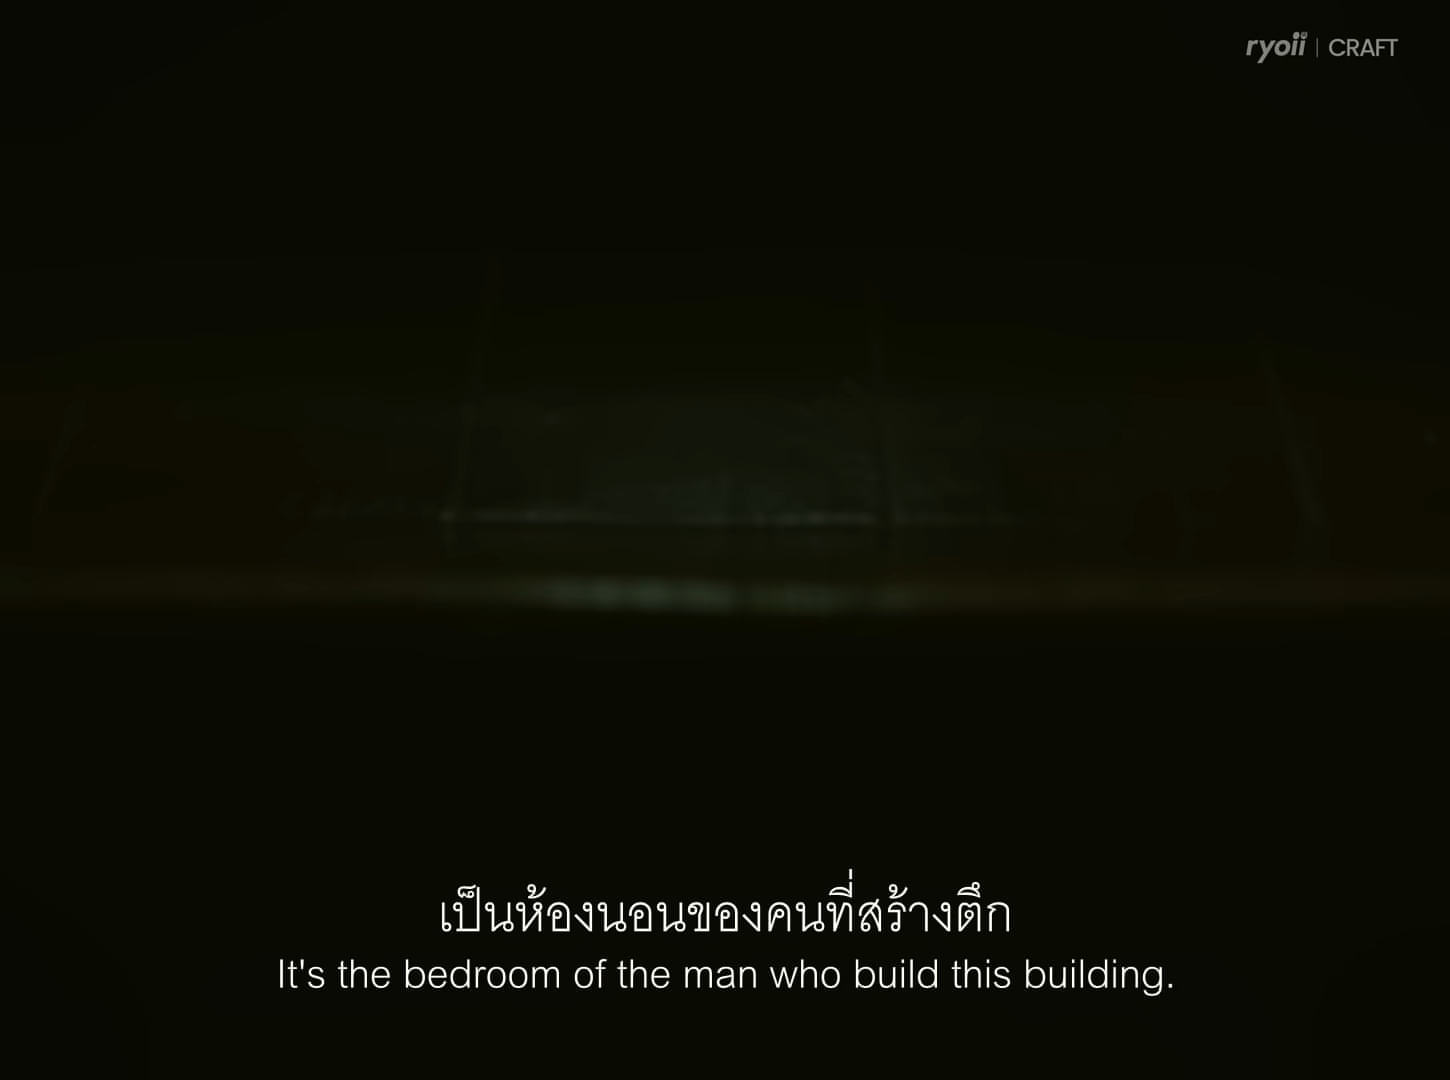 ryoii | CRAFT
เป็นห้องนอนของคนที่สร้างตึก
It's the bedroom of the man who build this building.